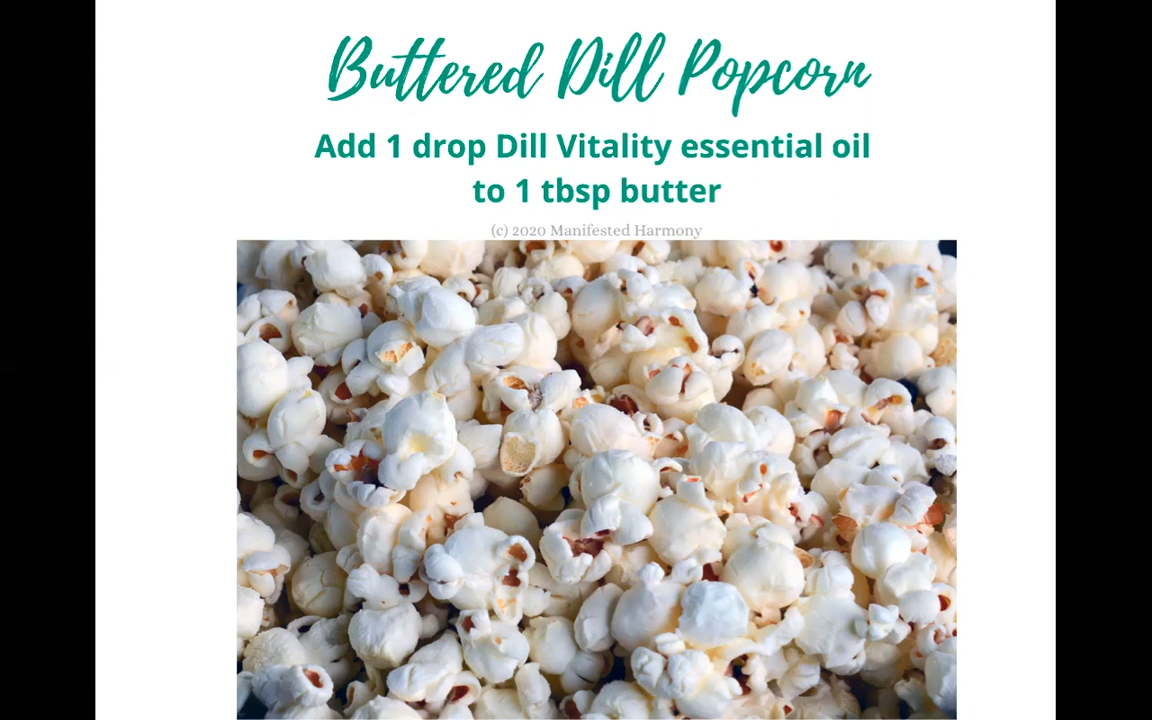 Buttered Dill Popcorn
Add 1 drop Dill Vitality essential oil
to 1 tbsp butter
(c) 2020 Manifested Harmony